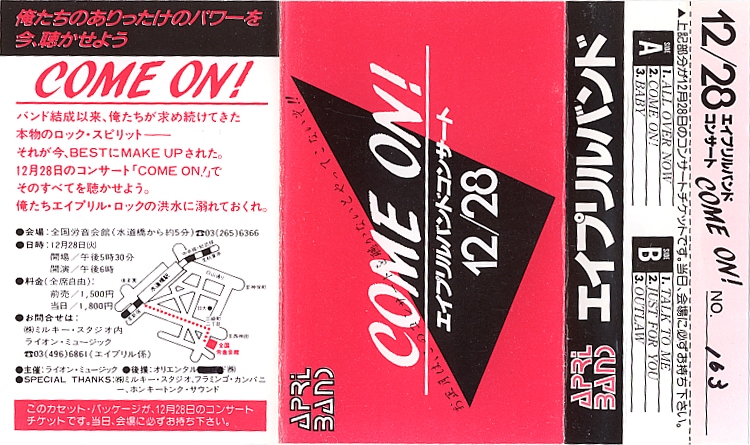 俺たちのありったけのパワーを
今、聴かせよう
COME ON!
バンド結成以来、俺たちが求め続けてきた
本物のロック・スピリット——
それが今、BESTにMAKE UPされた。
12月28日のコンサート「COME ON!」で
そのすべてを聴かせよう。
俺たちエイプリル・ロックの洪水に溺れておくれ。
●会場：全国労音会館(水道橋から約5分)☎03(265)6366
●日時：12月28日(火)
開場／午後5時30分
開演／午後6時
●料金(全席自由)：
前売／1,500円
当日／1,800円
●お問合せは：
㈱ミルキー・スタジオ内
ライオン・ミュージック
☎03(496)6861(エイプリル係)
水道橋駅
白山通り
全国
労音会館
●主催：ライオン・ミュージック ●後援：オリエンタル
●SPECIAL THANKS：㈱ミルキー・スタジオ、フラミンゴ・カンパニ
ー、ホンキートンク・サウンド
このカセット・パッケージが、12月28日のコンサート
チケットです。当日、会場に必ずお持ち下さい。
COME ON!
エイプリルバンドコンサート
12/28
APRIL
BAND
エイプリルバンド
APRIL
BAND
SIDE
A
1. ALL OVER NOW
2. COME ON!
3. BABY
SIDE
B
1. TALK TO ME
2. JUST FOR YOU
3. OUTLAW
▲上記部分が12月28日のコンサートチケットです。当日、会場に必ずお持ち下さい。
12/28
エイプリルバンド
コンサート
COME ON!
NO. 163